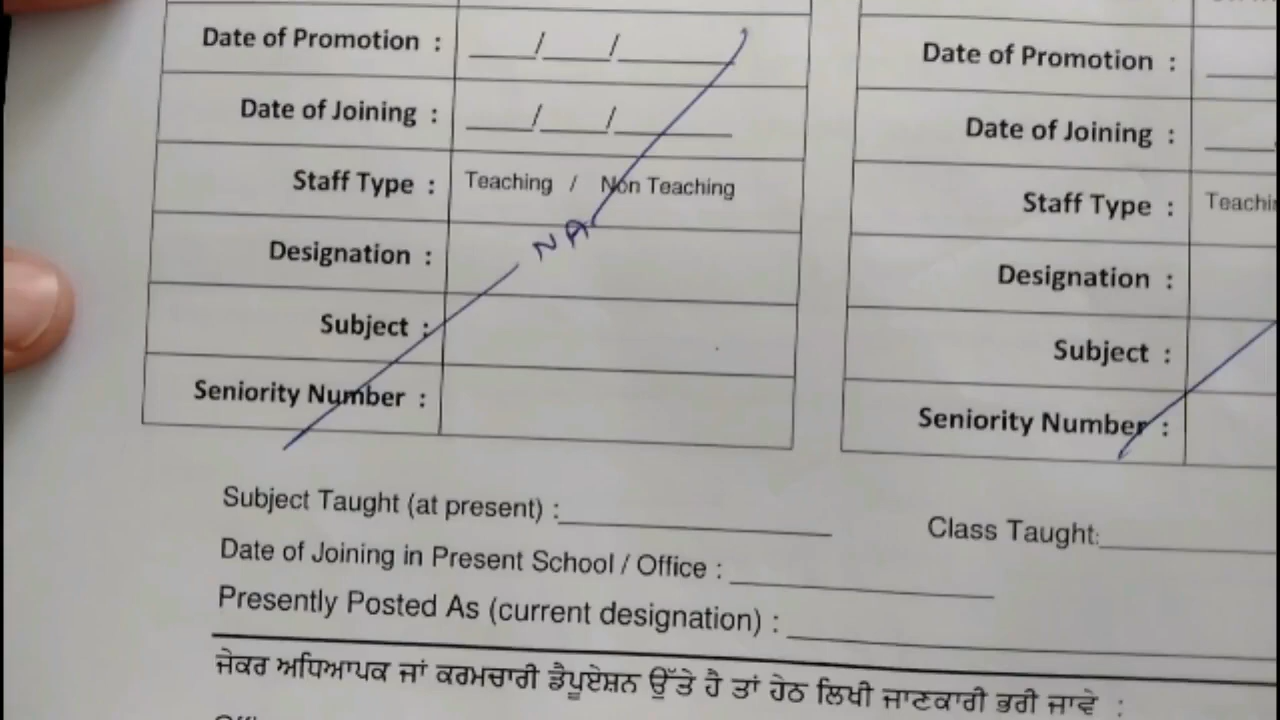 Date of Promotion : ___/___/______
Date of Joining : ___/___/______
Staff Type : Teaching / Non Teaching
NA
Designation :
Subject :
Seniority Number :
Date of Promotion :
Date of Joining :
Staff Type :
Designation :
Subject :
Seniority Number :
Subject Taught (at present) :
Class Taught:
Date of Joining in Present School / Office :
Presently Posted As (current designation) :
ਜੇਕਰ ਅਧਿਆਪਕ ਜਾਂ ਕਰਮਚਾਰੀ ਡੈਪੂਏਸ਼ਨ ਉੱਤੇ ਹੈ ਤਾਂ ਹੇਠ ਲਿਖੀ ਜਾਣਕਾਰੀ ਭਰੀ ਜਾਵੇ :